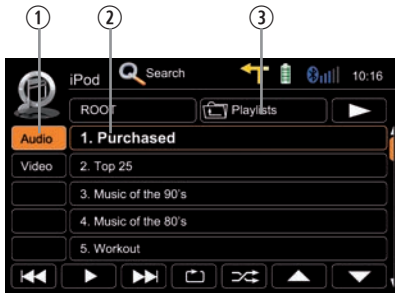 1 2 3
iPod Search 10:16
ROOT Playlists
Audio 1. Purchased
Video 2. Top 25
3. Music of the 90's
4. Music of the 80's
5. Workout